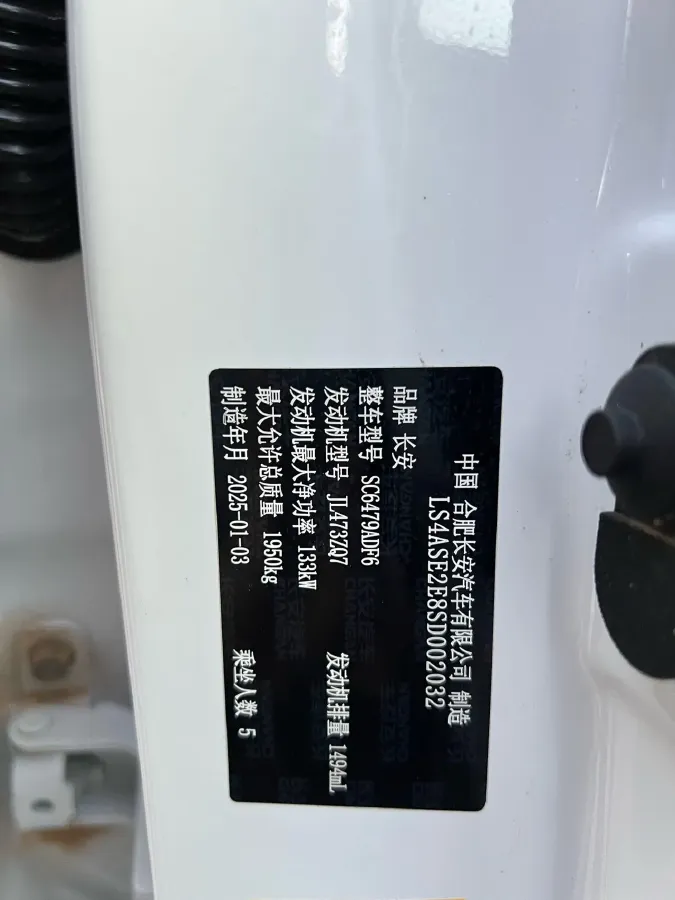 中国 合肥长安汽车有限公司 制造
LS4ASE2E8SD002032
品牌 长安
整车型号 SC6479ADF6
发动机型号 JL473ZQ7 发动机排量 1494mL
发动机最大净功率 133kW
最大允许总质量 1950kg
制造年月 2025-01-03 乘坐人数 5